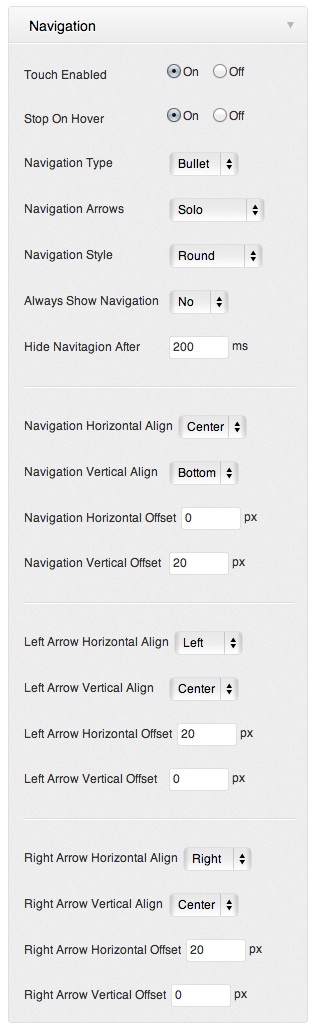 Navigation
Touch Enabled On Off
Stop On Hover On Off
Navigation Type Bullet
Navigation Arrows Solo
Navigation Style Round
Always Show Navigation No
Hide Navitagion After 200 ms
Navigation Horizontal Align Center
Navigation Vertical Align Bottom
Navigation Horizontal Offset 0 px
Navigation Vertical Offset 20 px
Left Arrow Horizontal Align Left
Left Arrow Vertical Align Center
Left Arrow Horizontal Offset 20 px
Left Arrow Vertical Offset 0 px
Right Arrow Horizontal Align Right
Right Arrow Vertical Align Center
Right Arrow Horizontal Offset 20 px
Right Arrow Vertical Offset 0 px